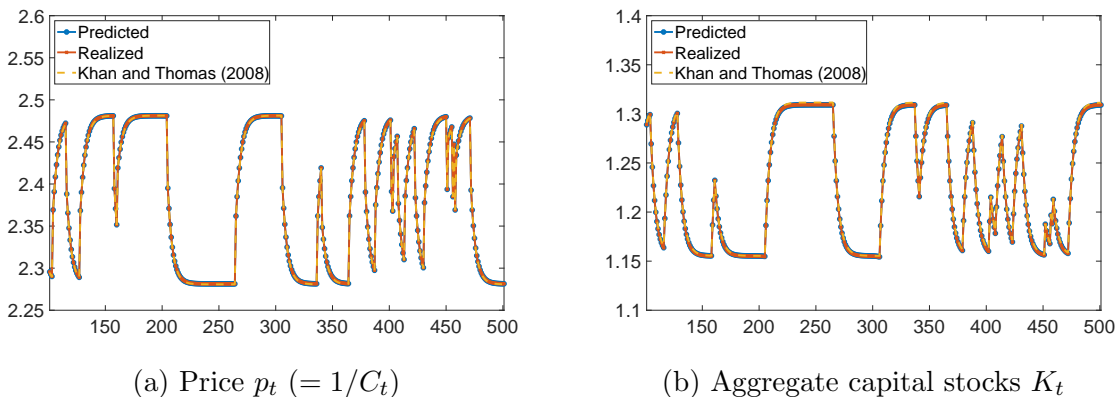 2.6
2.55
2.5
2.45
2.4
2.35
2.3
2.25
Predicted
Realized
Khan and Thomas (2008)
150 200 250 300 350 400 450 500
(a) Price p_t (= 1/C_t)
1.4
1.35
1.3
1.25
1.2
1.15
1.1
Predicted
Realized
Khan and Thomas (2008)
150 200 250 300 350 400 450 500
(b) Aggregate capital stocks K_t